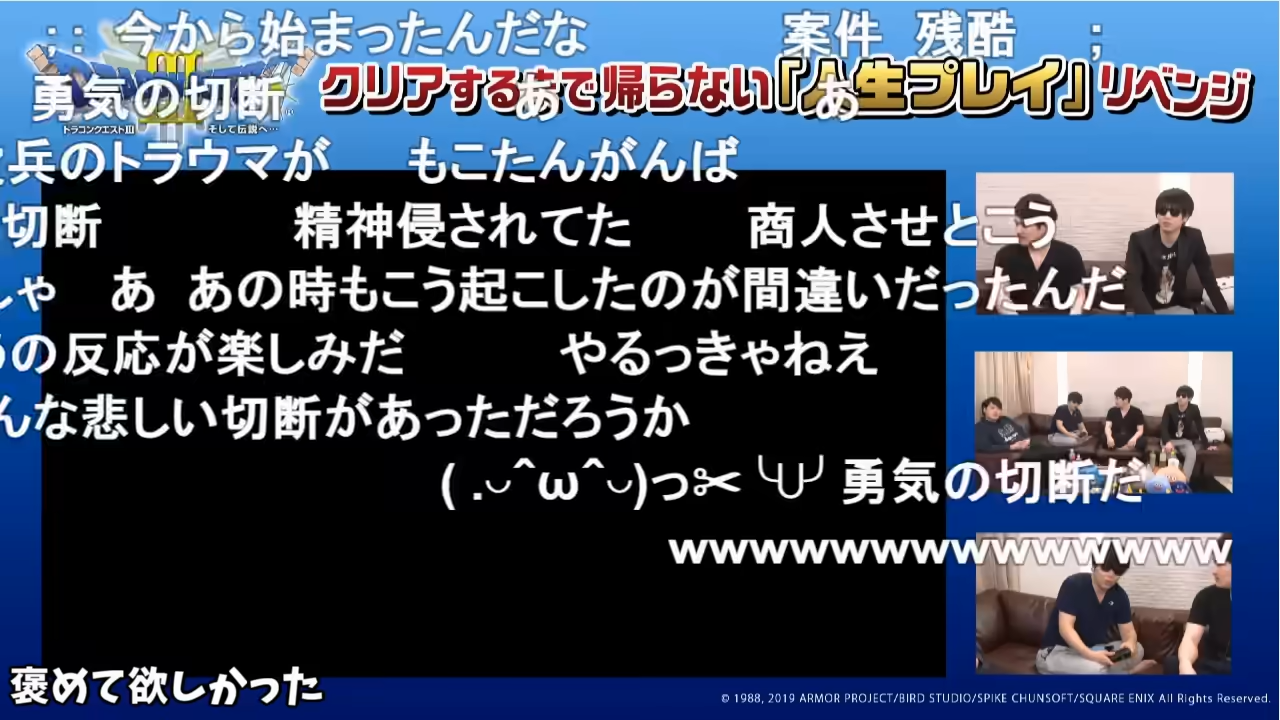 ;; 今から始まったんだな 案件 残酷 ;
クリアするまで帰らない「人生プレイ」リベンジ
勇気の切断 あ あ
ドラゴンクエストIII そして伝説へ…
兵のトラウマが もこたんがんば
切断 精神侵されてた 商人させとこう
しゃ あ あの時もこう起こしたのが間違いだったんだ
の反応が楽しみだ やるっきゃねえ
んな悲しい切断があっただろうか
( .◡ˆωˆ◡)っ✂╰⋃╯ 勇気の切断だ
wwwwwwwwwwwwww
褒めて欲しかった
© 1988, 2019 ARMOR PROJECT/BIRD STUDIO/SPIKE CHUNSOFT/SQUARE ENIX All Rights Reserved.